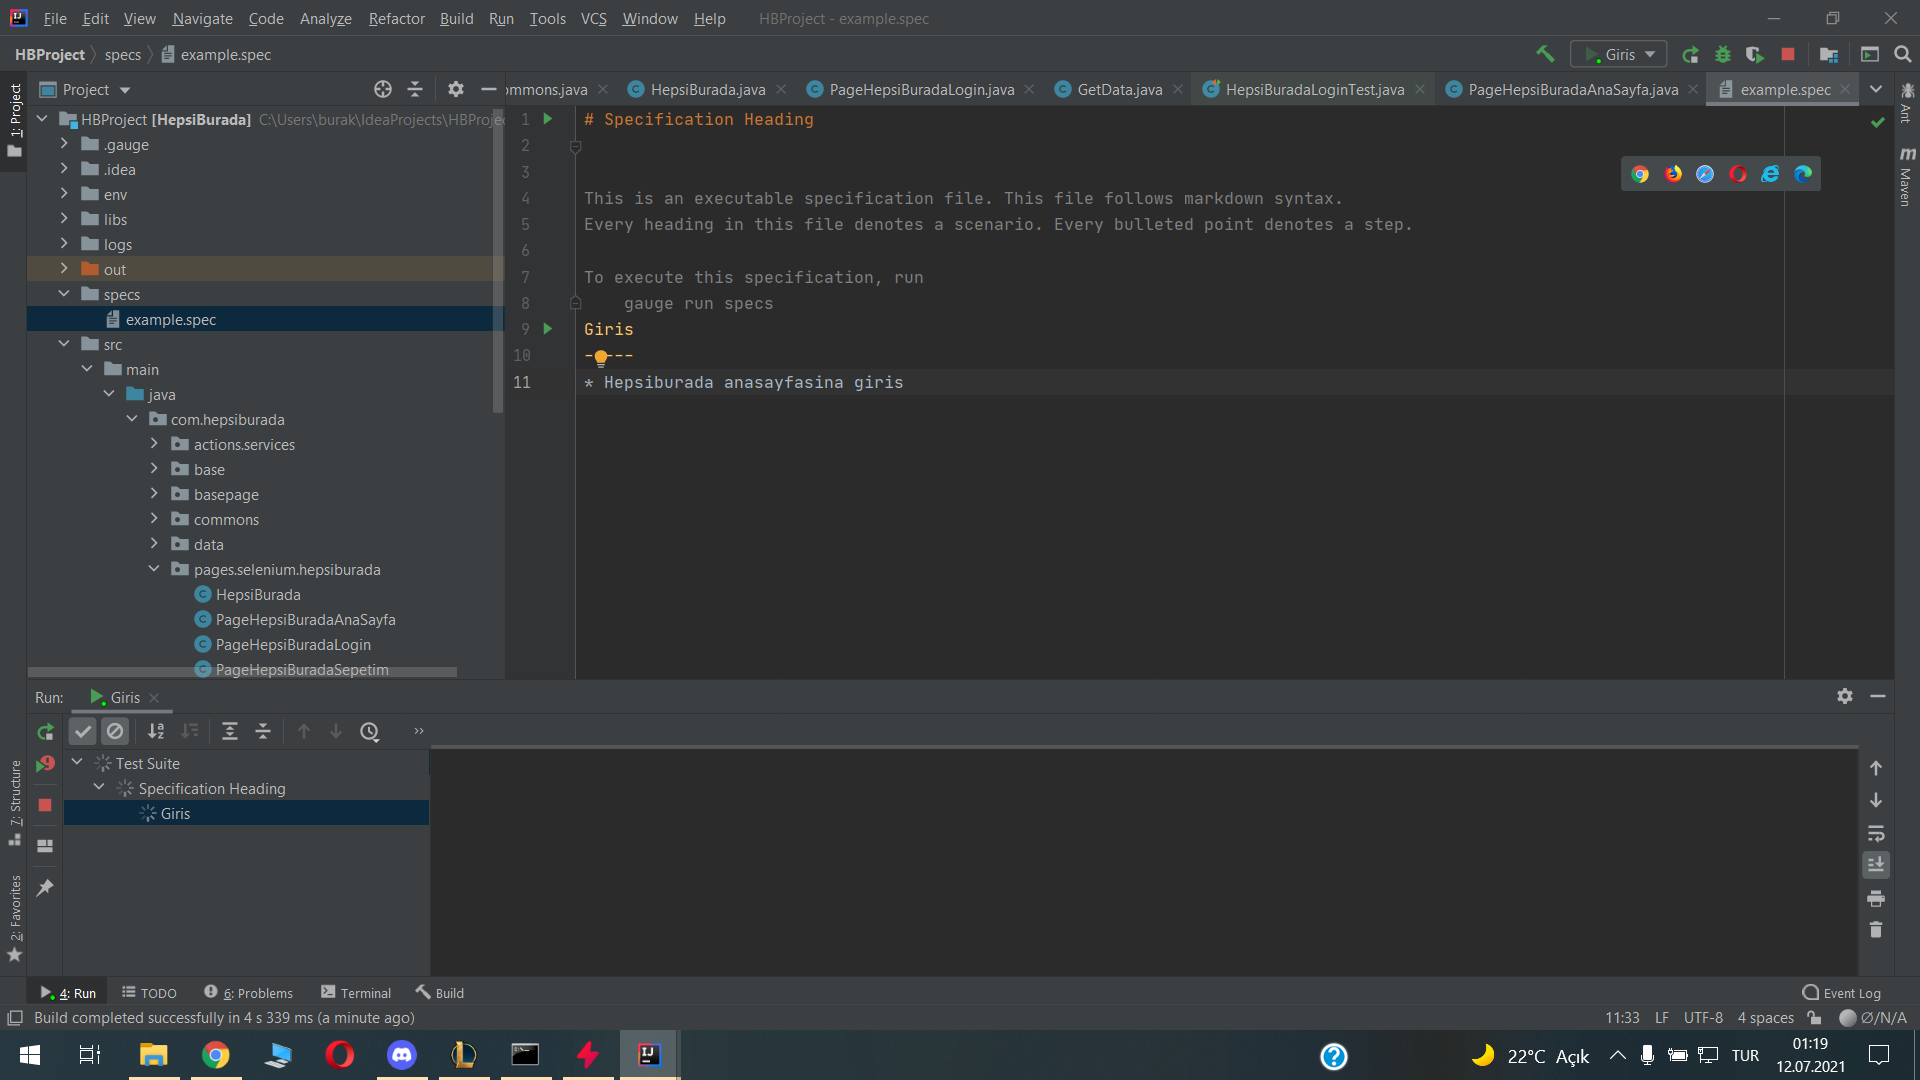 File Edit View Navigate Code Analyze Refactor Build Run Tools VCS Window Help HBProject - example.spec
HBProject specs example.spec Giris
Project ommons.java HepsiBurada.java PageHepsiBuradaLogin.java GetData.java HepsiBuradaLoginTest.java PageHepsiBuradaAnaSayfa.java example.spec
1: Project
Ant
Maven
HBProject [HepsiBurada] C:\Users\burak\IdeaProjects\HBProjec
.gauge
.idea
env
libs
logs
out
specs
example.spec
src
main
java
com.hepsiburada
actions.services
base
basepage
commons
data
pages.selenium.hepsiburada
HepsiBurada
PageHepsiBuradaAnaSayfa
PageHepsiBuradaLogin
PageHepsiBuradaSepetim
1 # Specification Heading
2
3
4 This is an executable specification file. This file follows markdown syntax.
5 Every heading in this file denotes a scenario. Every bulleted point denotes a step.
6
7 To execute this specification, run
8 gauge run specs
9 Giris
10 -----
11 * Hepsiburada anasayfasina giris
Run: Giris
Test Suite
Specification Heading
Giris
7: Structure
2: Favorites
4: Run TODO 6: Problems Terminal Build Event Log
Build completed successfully in 4 s 339 ms (a minute ago) 11:33 LF UTF-8 4 spaces Ø/N/A
22°C Açık TUR 01:19
12.07.2021